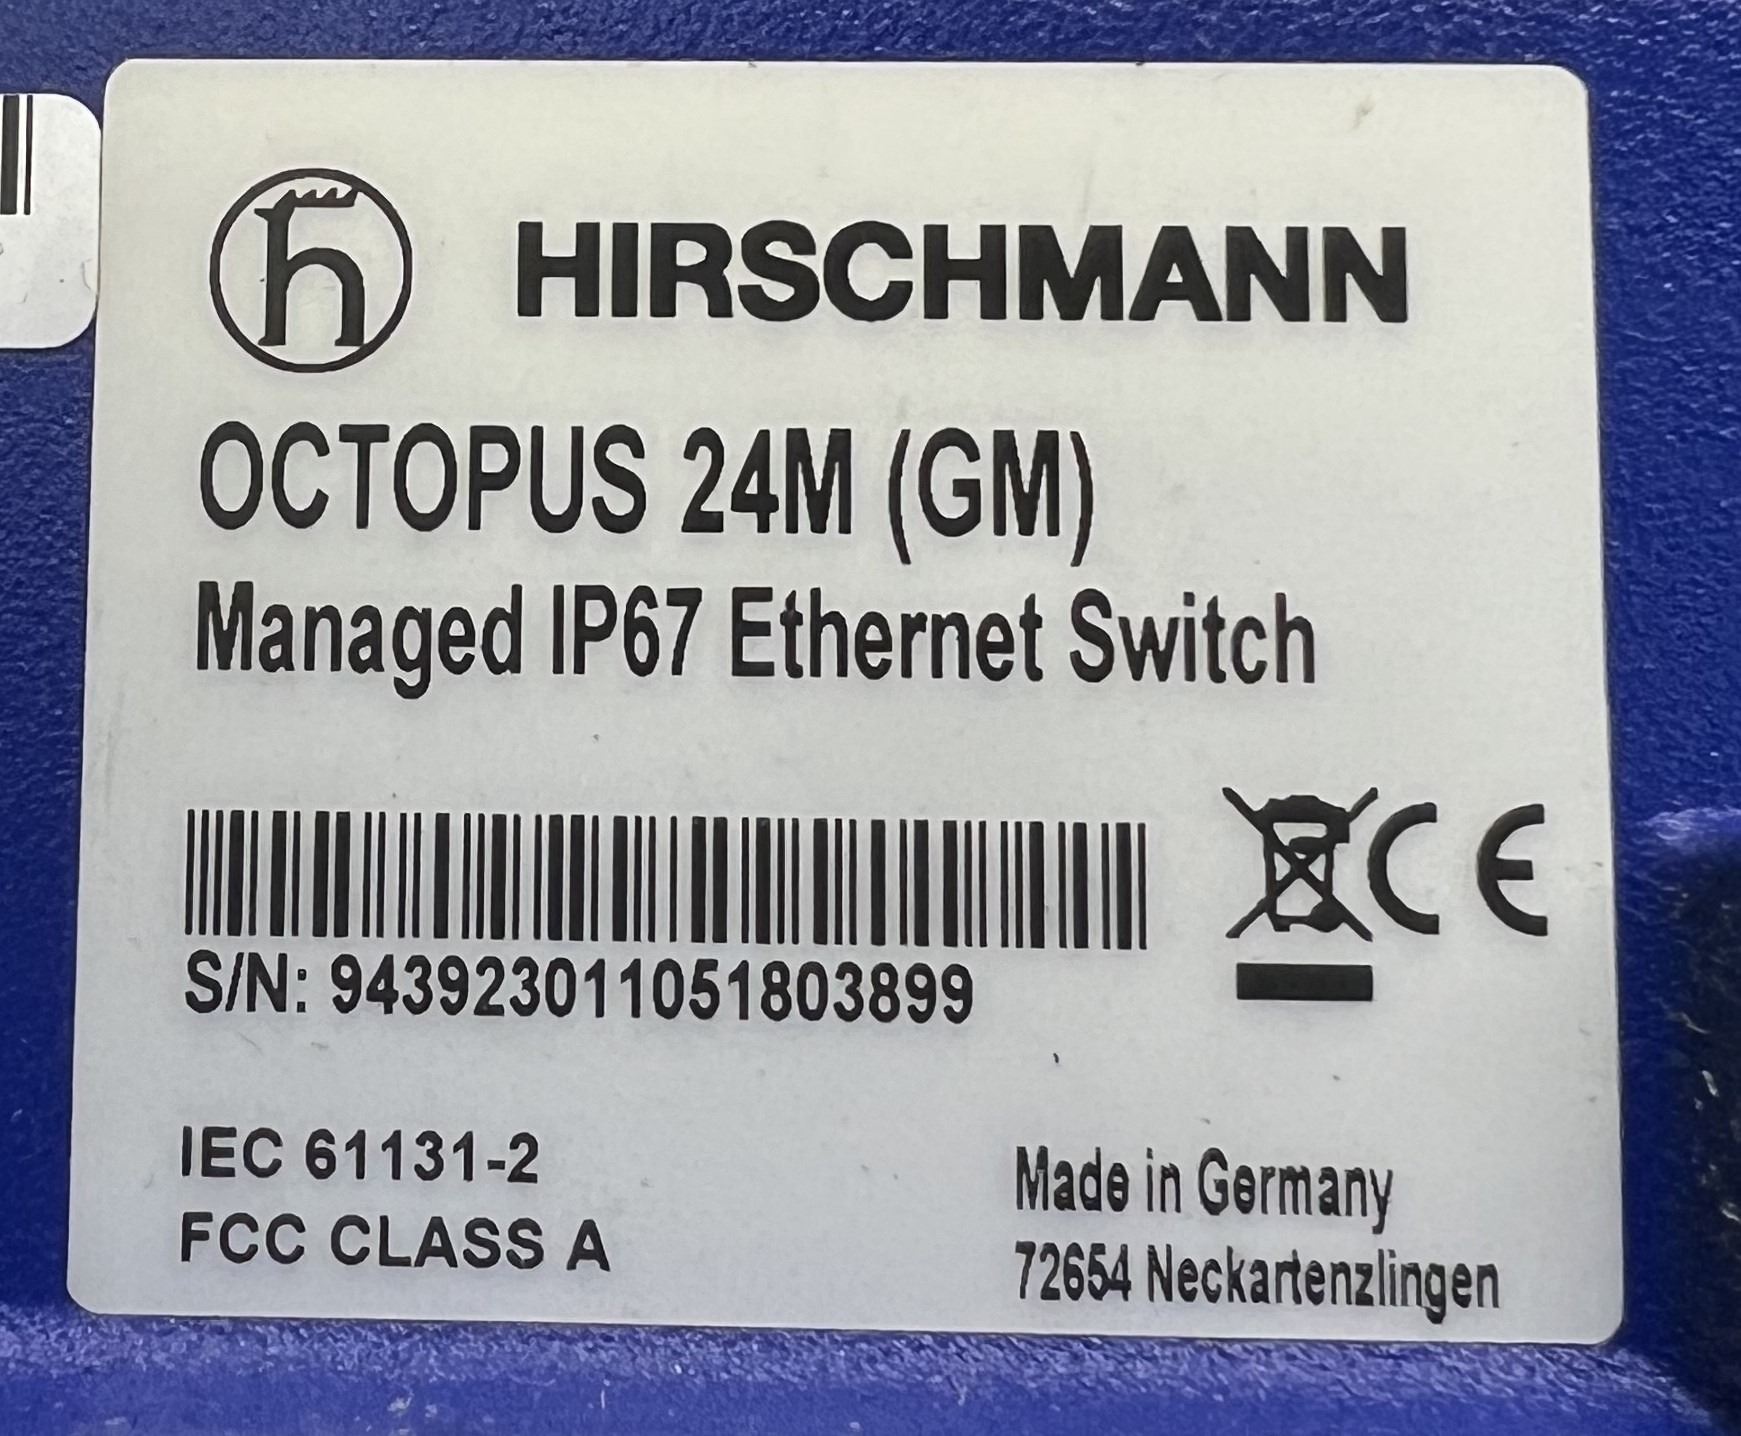 HIRSCHMANN
OCTOPUS 24M (GM)
Managed IP67 Ethernet Switch
S/N: 943923011051803899
CE
IEC 61131-2
FCC CLASS A
Made in Germany
72654 Neckartenzlingen